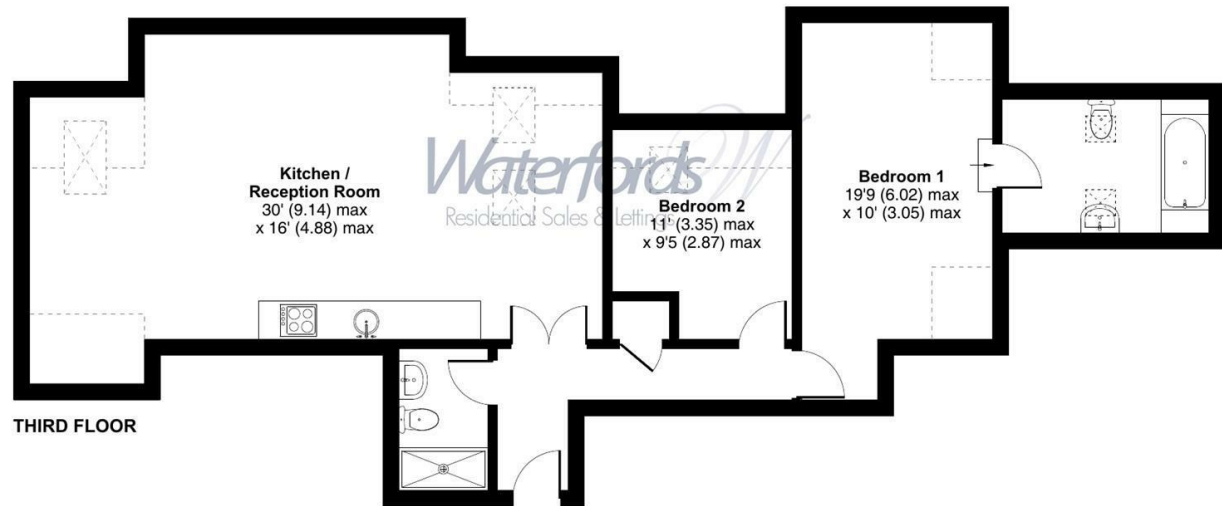 Kitchen /
Reception Room
30' (9.14) max
x 16' (4.88) max
Waterfords
Residential Sales & Lettings
W
Bedroom 2
11' (3.35) max
x 9'5 (2.87) max
Bedroom 1
19'9 (6.02) max
x 10' (3.05) max
THIRD FLOOR